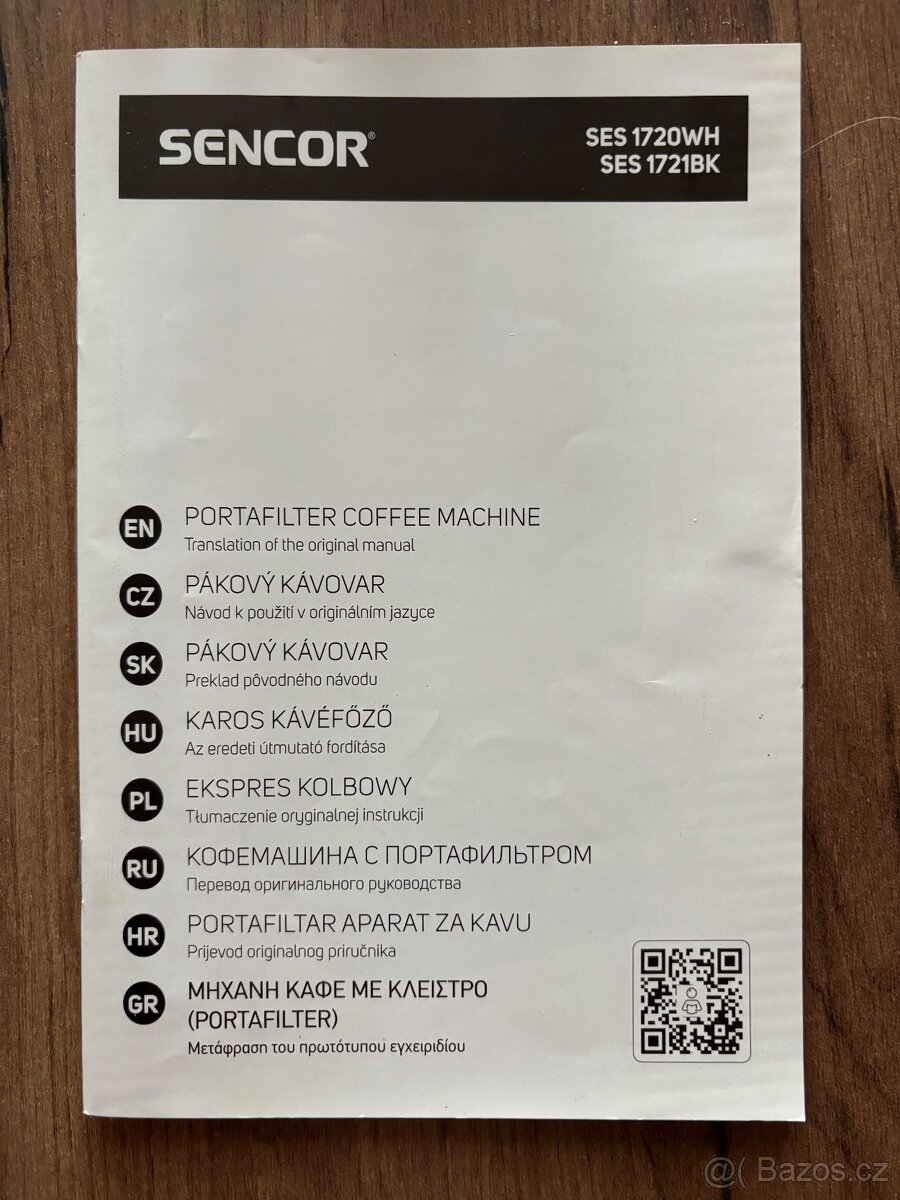 SENCOR®
SES 1720WH
SES 1721BK
EN
PORTAFILTER COFFEE MACHINE
Translation of the original manual
CZ
PÁKOVÝ KÁVOVAR
Návod k použití v originálním jazyce
SK
PÁKOVÝ KÁVOVAR
Preklad pôvodného návodu
HU
KAROS KÁVÉFŐZŐ
Az eredeti útmutató fordítása
PL
EKSPRES KOLBOWY
Tłumaczenie oryginalnej instrukcji
RU
КОФЕМАШИНА С ПОРТАФИЛЬТРОМ
Перевод оригинального руководства
HR
PORTAFILTAR APARAT ZA KAVU
Prijevod originalnog priručnika
GR
ΜΗΧΑΝΗ ΚΑΦΕ ΜΕ ΚΛΕΙΣΤΡΟ
(PORTAFILTER)
Μετάφραση του πρωτότυπου εγχειριδίου
@( Bazos.cz